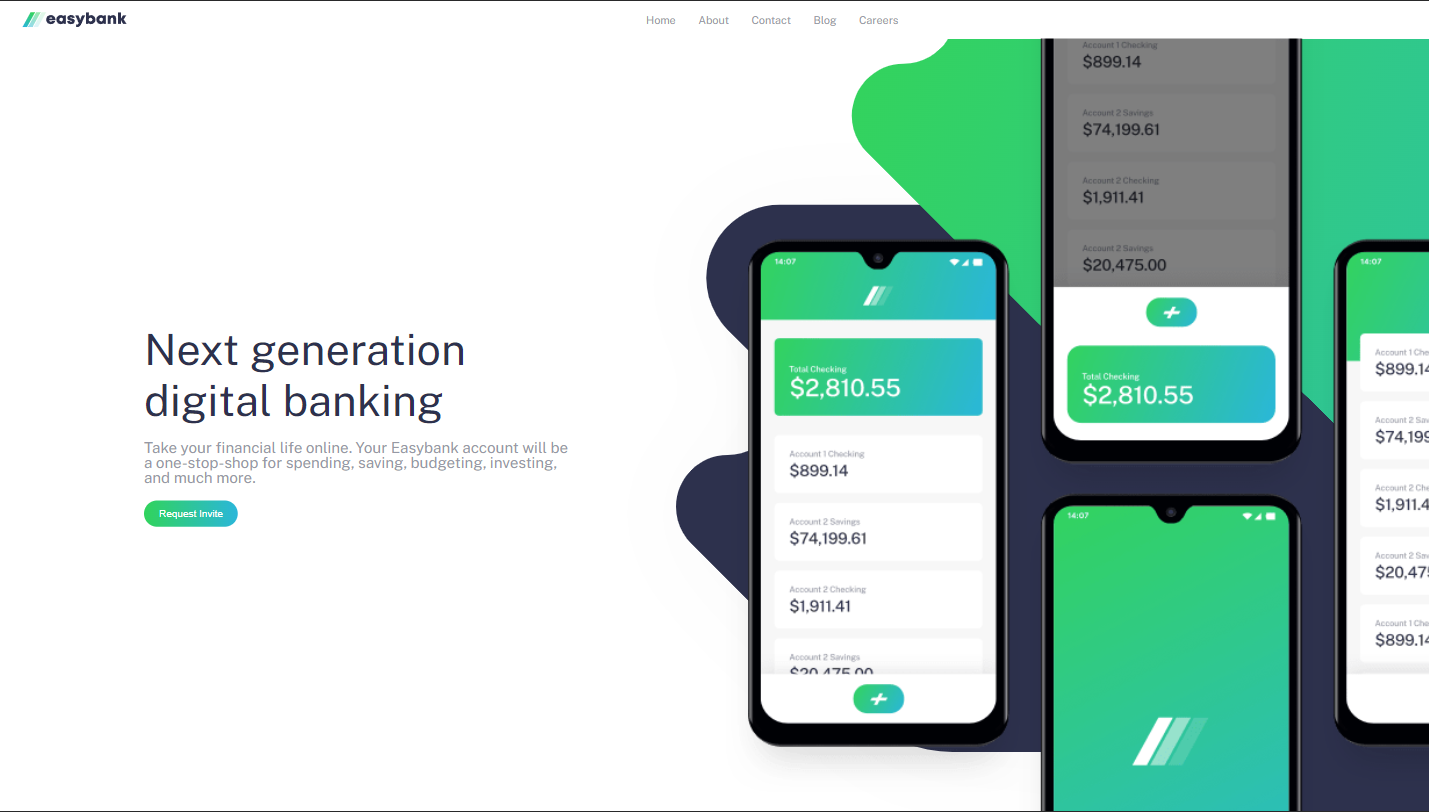 easybank
Home About Contact Blog Careers
Next generation
digital banking
Take your financial life online. Your Easybank account will be
a one-stop-shop for spending, saving, budgeting, investing,
and much more.
Request Invite
14:07
Total Checking
$2,810.55
Account 1 Checking
$899.14
Account 2 Savings
$74,199.61
Account 2 Checking
$1,911.41
Account 2 Savings
$20,475.00
Account 1 Checking
$899.14
Account 2 Savings
$74,199.61
Account 2 Checking
$1,911.41
Account 2 Savings
$20,475.00
Total Checking
$2,810.55
14:07
14:07
Account 1 Che
$899.14
Account 2 Sav
$74,199
Account 2 Che
$1,911.4
Account 2 Sav
$20,475
Account 1 Che
$899.14